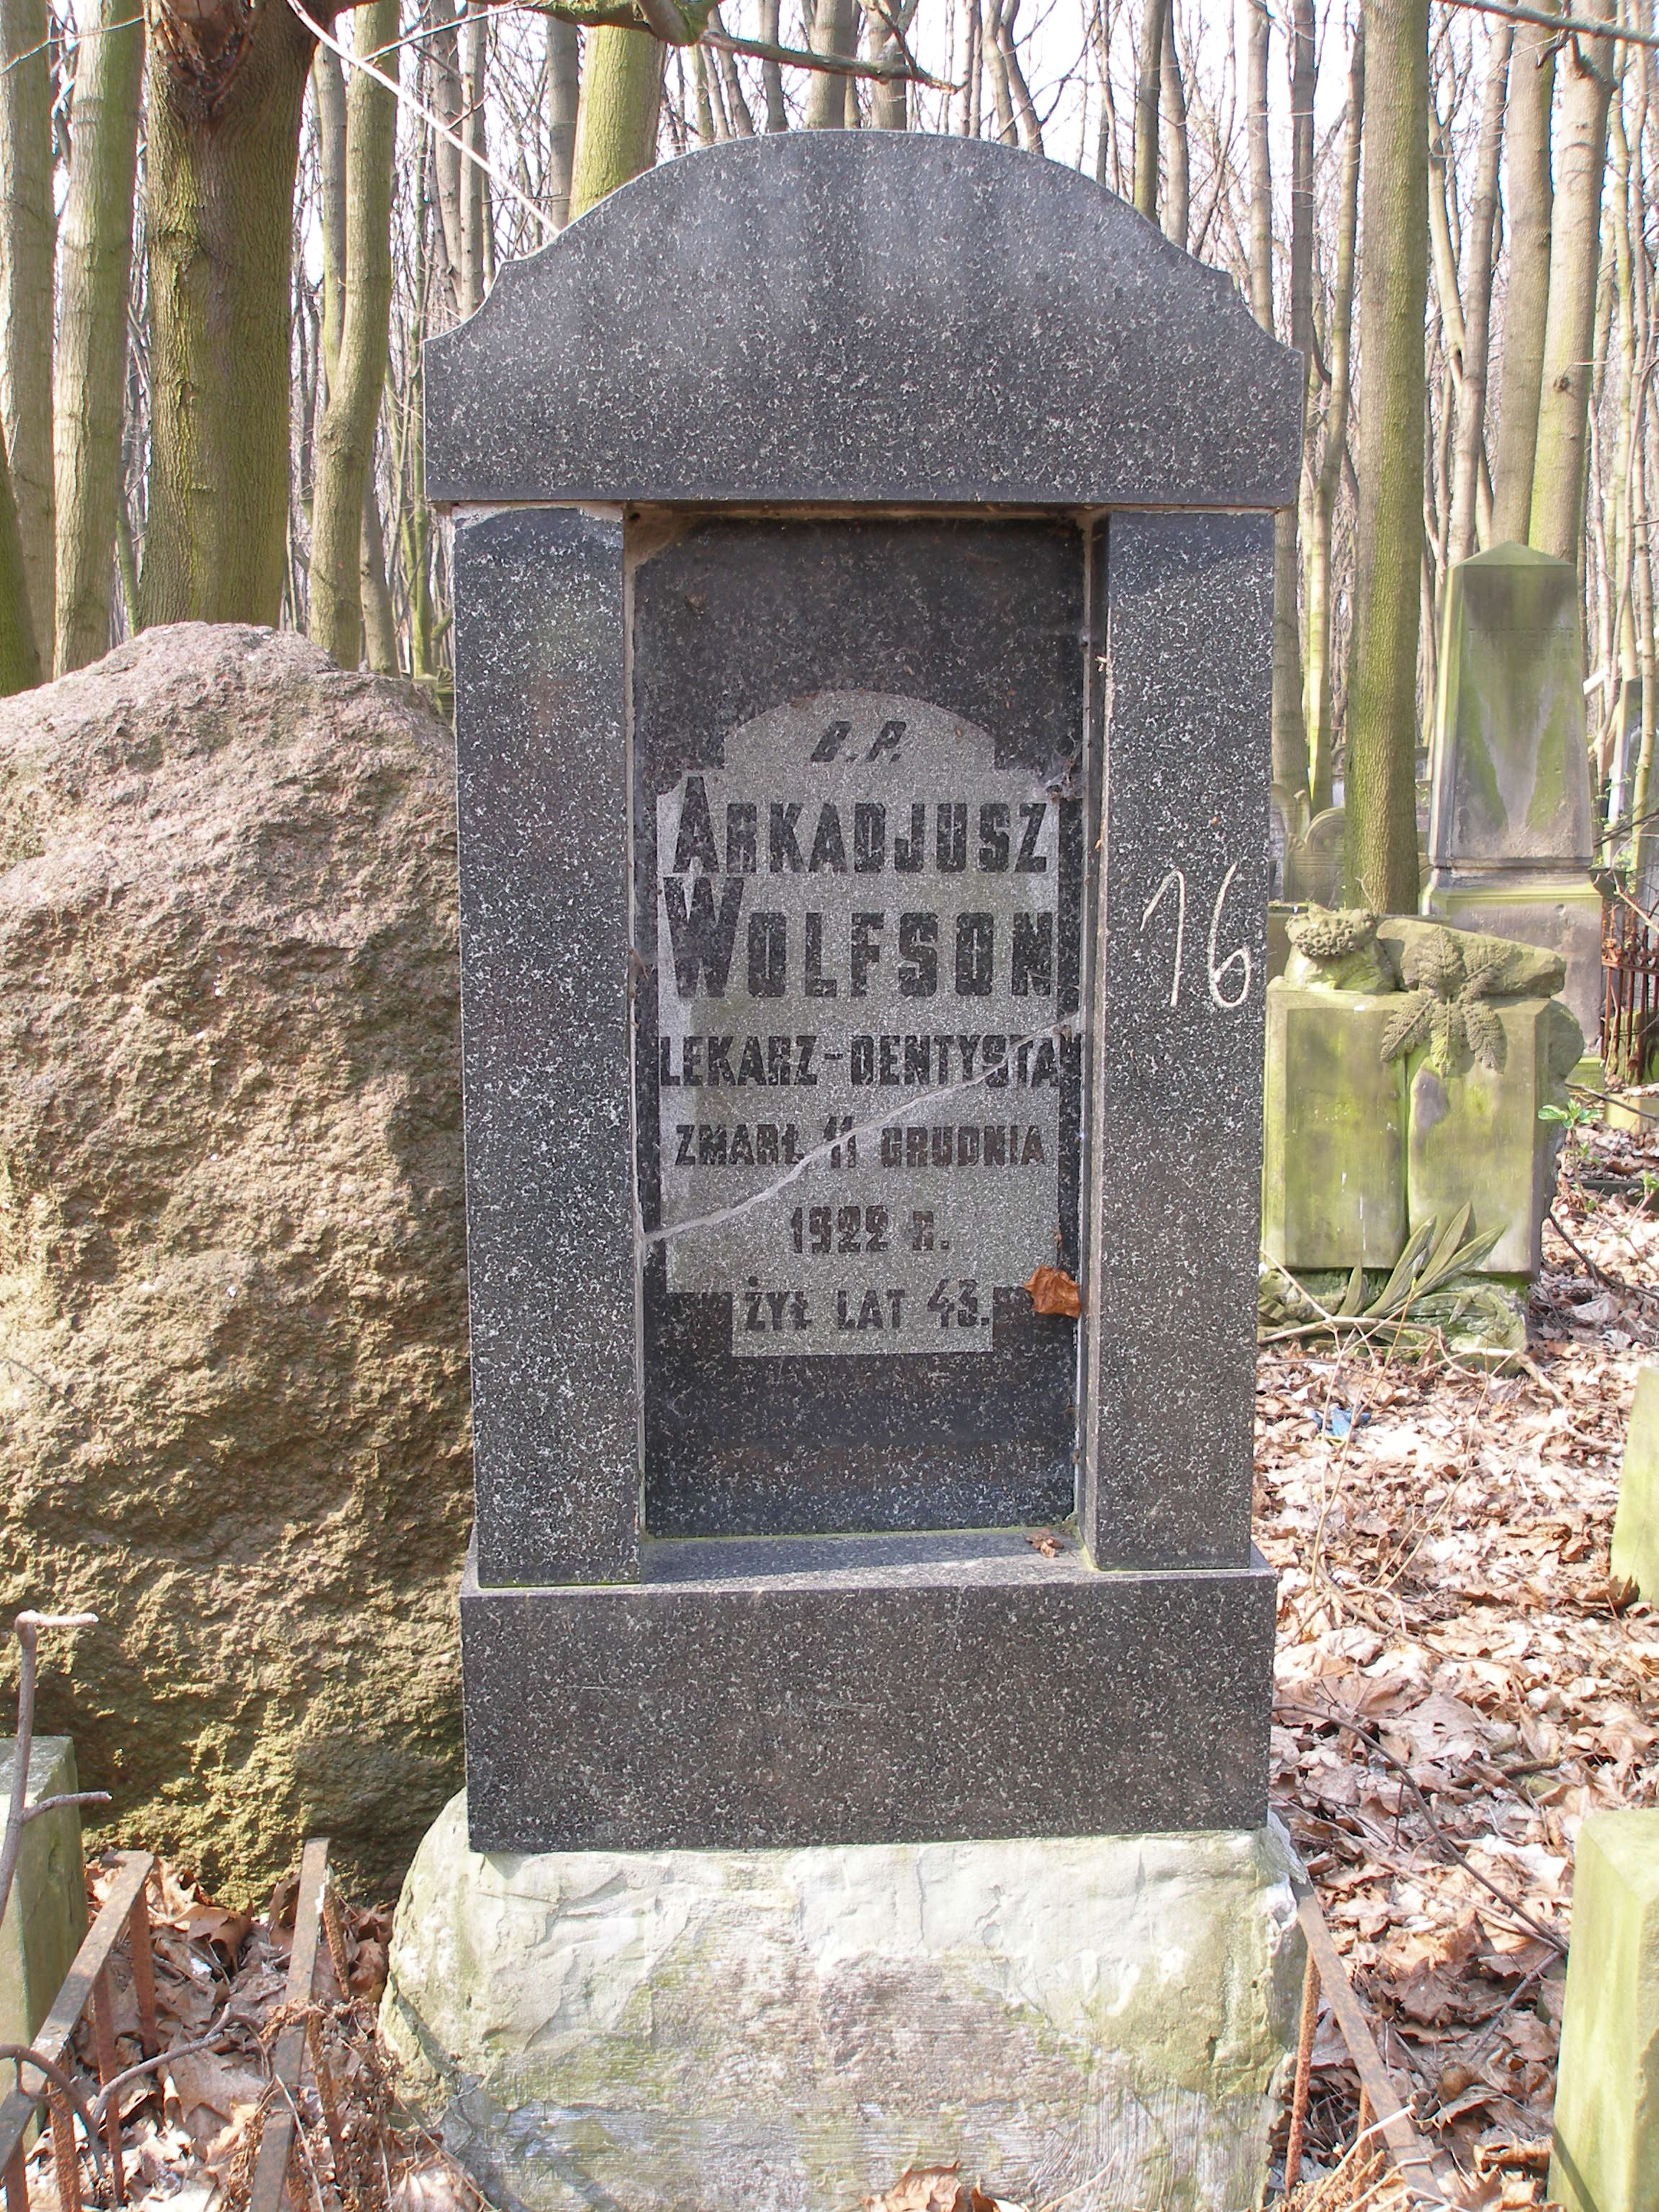 Ś. P.
ARKADJUSZ
WOLFSON
LEKARZ-DENTYSTA
ZMARŁ 11 GRUDNIA
1922 R.
ŻYŁ LAT 43.
16